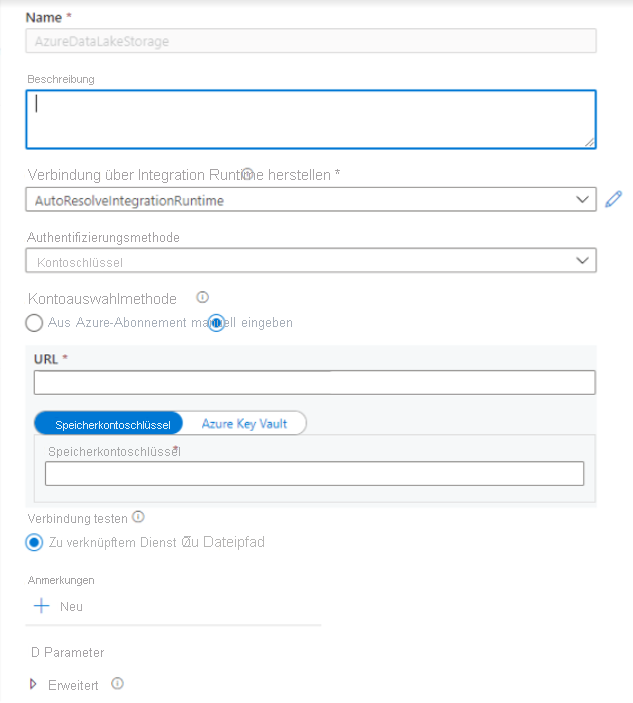 Name *
AzureDataLakeStorage
Beschreibung
Verbindung über Integration Runtime herstellen *
AutoResolveIntegrationRuntime
Authentifizierungsmethode
Kontoschlüssel
Kontoauswahlmethode
Aus Azure-Abonnement manuell eingeben
URL *
Speicherkontoschlüssel Azure Key Vault
Speicherkontoschlüssel *
Verbindung testen
Zu verknüpftem Dienst Zu Dateipfad
Anmerkungen
Neu
D Parameter
Erweitert